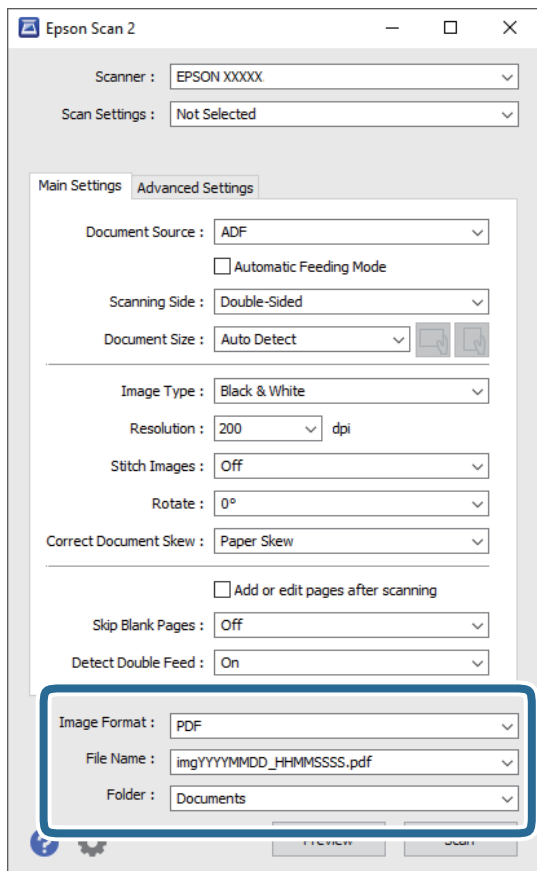 Epson Scan 2
Scanner : EPSON XXXXX
Scan Settings : Not Selected
Main Settings Advanced Settings
Document Source : ADF
Automatic Feeding Mode
Scanning Side : Double-Sided
Document Size : Auto Detect
Image Type : Black & White
Resolution : 200 dpi
Stitch Images : Off
Rotate : 0°
Correct Document Skew : Paper Skew
Add or edit pages after scanning
Skip Blank Pages : Off
Detect Double Feed : On
Image Format : PDF
File Name : imgYYYYMMDD_HHMMSSSS.pdf
Folder : Documents
? Preview Scan